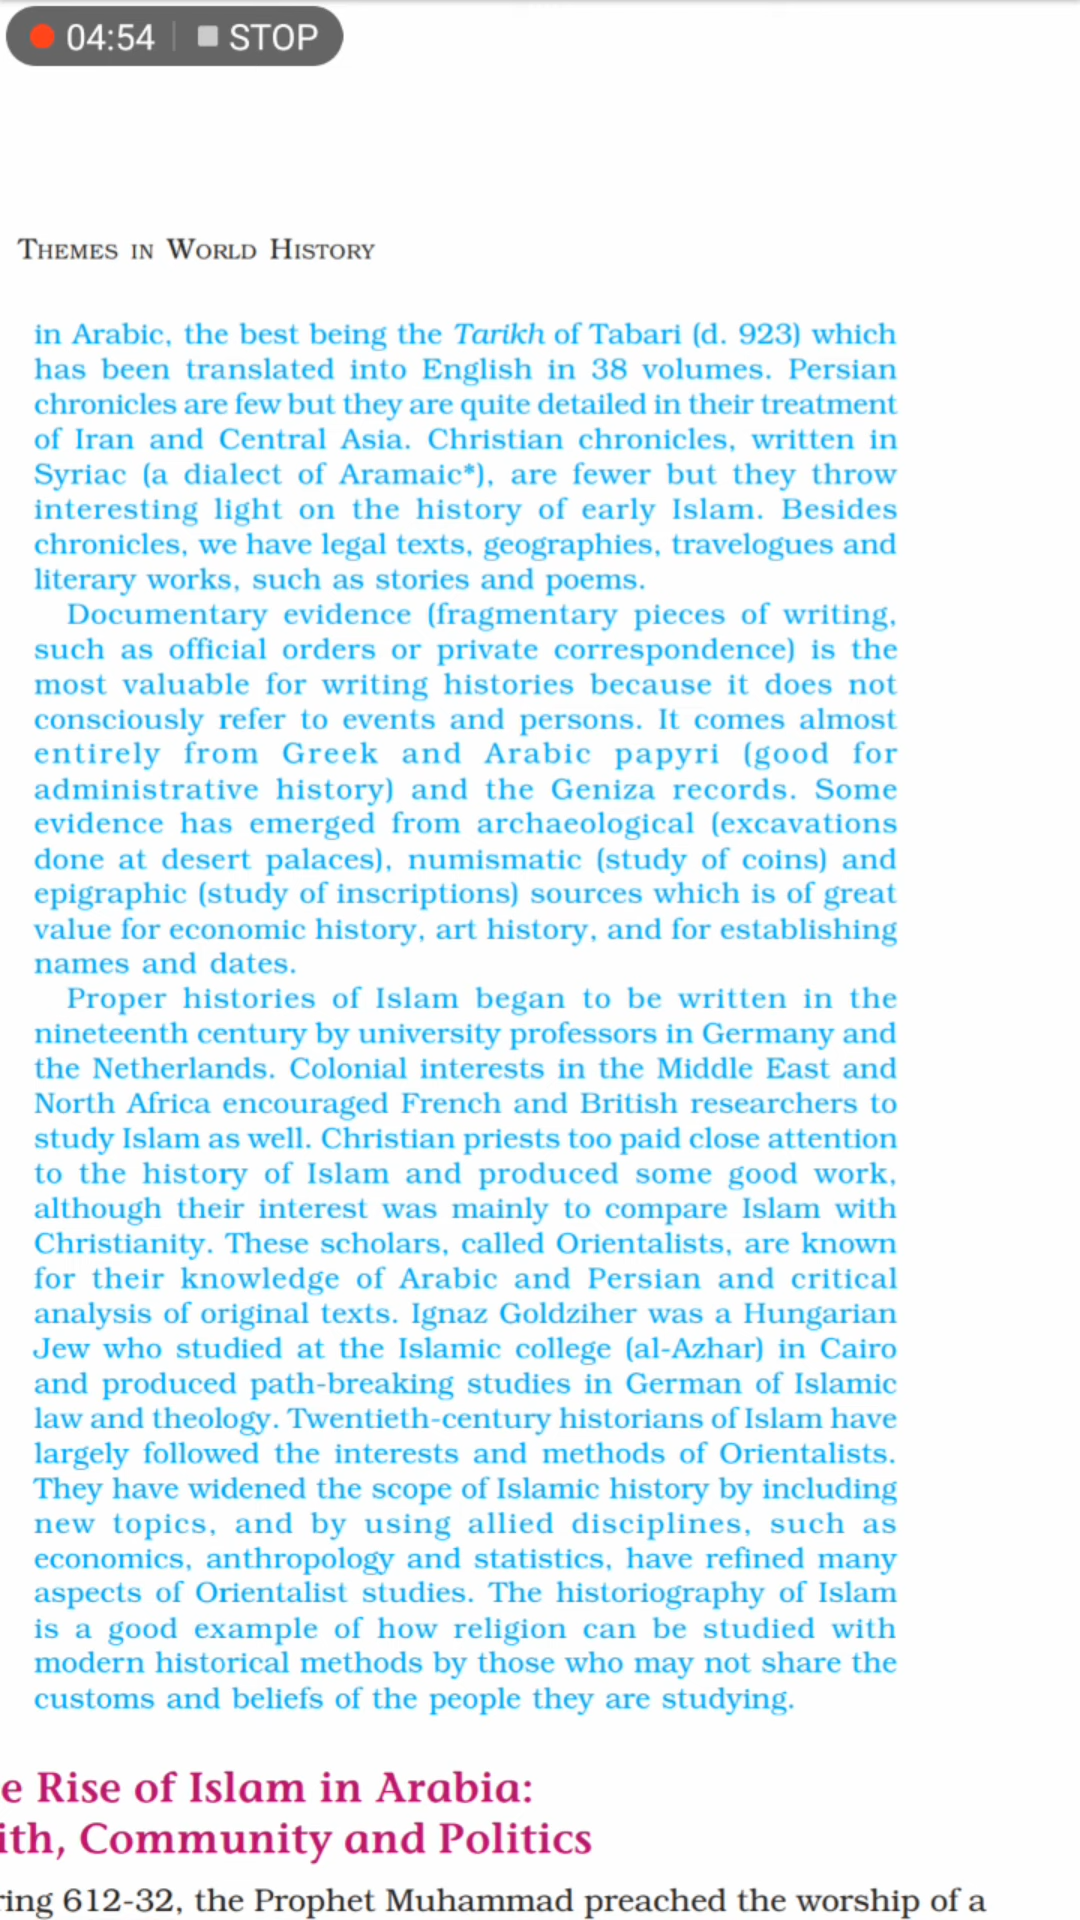 04:54 STOP
THEMES IN WORLD HISTORY
in Arabic, the best being the Tarikh of Tabari (d. 923) which
has been translated into English in 38 volumes. Persian
chronicles are few but they are quite detailed in their treatment
of Iran and Central Asia. Christian chronicles, written in
Syriac (a dialect of Aramaic*), are fewer but they throw
interesting light on the history of early Islam. Besides
chronicles, we have legal texts, geographies, travelogues and
literary works, such as stories and poems.
Documentary evidence (fragmentary pieces of writing,
such as official orders or private correspondence) is the
most valuable for writing histories because it does not
consciously refer to events and persons. It comes almost
entirely from Greek and Arabic papyri (good for
administrative history) and the Geniza records. Some
evidence has emerged from archaeological (excavations
done at desert palaces), numismatic (study of coins) and
epigraphic (study of inscriptions) sources which is of great
value for economic history, art history, and for establishing
names and dates.
Proper histories of Islam began to be written in the
nineteenth century by university professors in Germany and
the Netherlands. Colonial interests in the Middle East and
North Africa encouraged French and British researchers to
study Islam as well. Christian priests too paid close attention
to the history of Islam and produced some good work,
although their interest was mainly to compare Islam with
Christianity. These scholars, called Orientalists, are known
for their knowledge of Arabic and Persian and critical
analysis of original texts. Ignaz Goldziher was a Hungarian
Jew who studied at the Islamic college (al-Azhar) in Cairo
and produced path-breaking studies in German of Islamic
law and theology. Twentieth-century historians of Islam have
largely followed the interests and methods of Orientalists.
They have widened the scope of Islamic history by including
new topics, and by using allied disciplines, such as
economics, anthropology and statistics, have refined many
aspects of Orientalist studies. The historiography of Islam
is a good example of how religion can be studied with
modern historical methods by those who may not share the
customs and beliefs of the people they are studying.
e Rise of Islam in Arabia:
ith, Community and Politics
ring 612-32, the Prophet Muhammad preached the worship of a